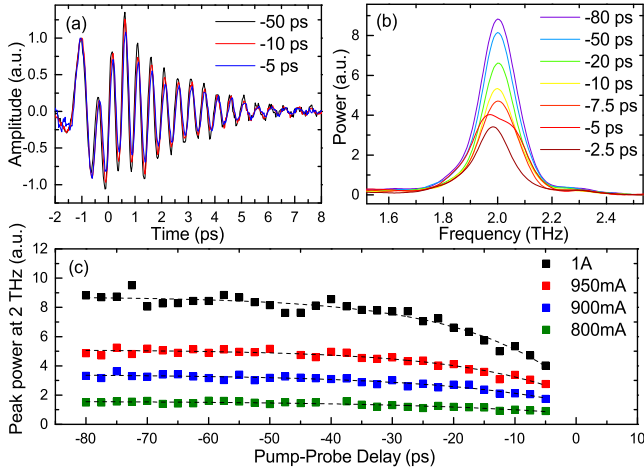 (a)
-50 ps
-10 ps
-5 ps
1.0
0.5
0.0
-0.5
-1.0
Amplitude (a.u.)
-2 -1 0 1 2 3 4 5 6 7 8
Time (ps)
(b)
-80 ps
-50 ps
-20 ps
-10 ps
-7.5 ps
-5 ps
-2.5 ps
8
6
4
2
0
Power (a.u.)
1.6 1.8 2.0 2.2 2.4
Frequency (THz)
(c)
1A
950mA
900mA
800mA
12
10
8
6
4
2
0
Peak power at 2 THz (a.u.)
-80 -70 -60 -50 -40 -30 -20 -10 0 10
Pump-Probe Delay (ps)